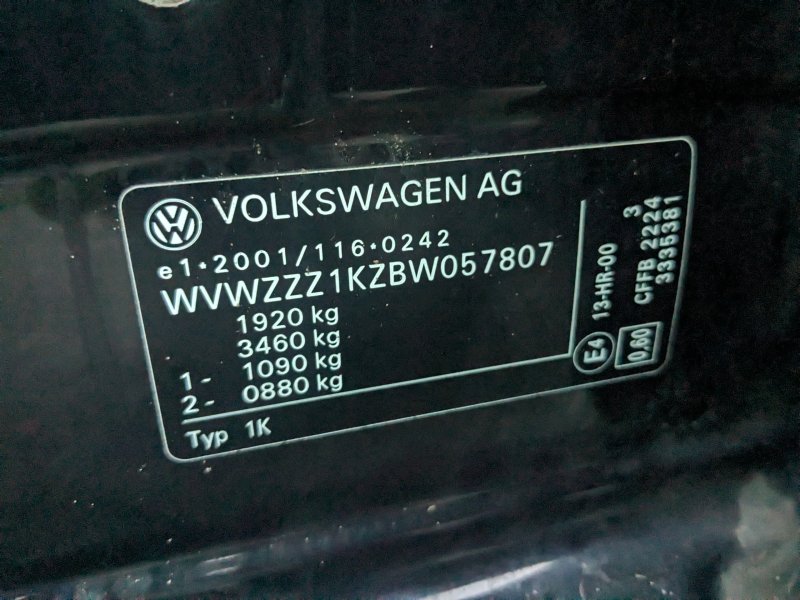 VOLKSWAGEN AG
e1*2001/116*0242
WVWZZZ1KZBW057807
1920 kg
3460 kg
1 - 1090 kg
2 - 0880 kg
Typ 1K
E4 13-HR-00
0,60 CFFB 2224 3
3335381